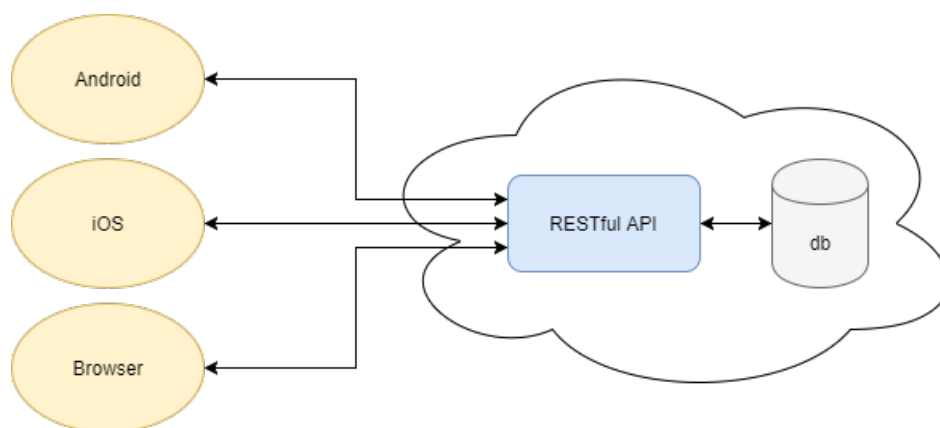 Android
iOS
Browser
RESTful API
db